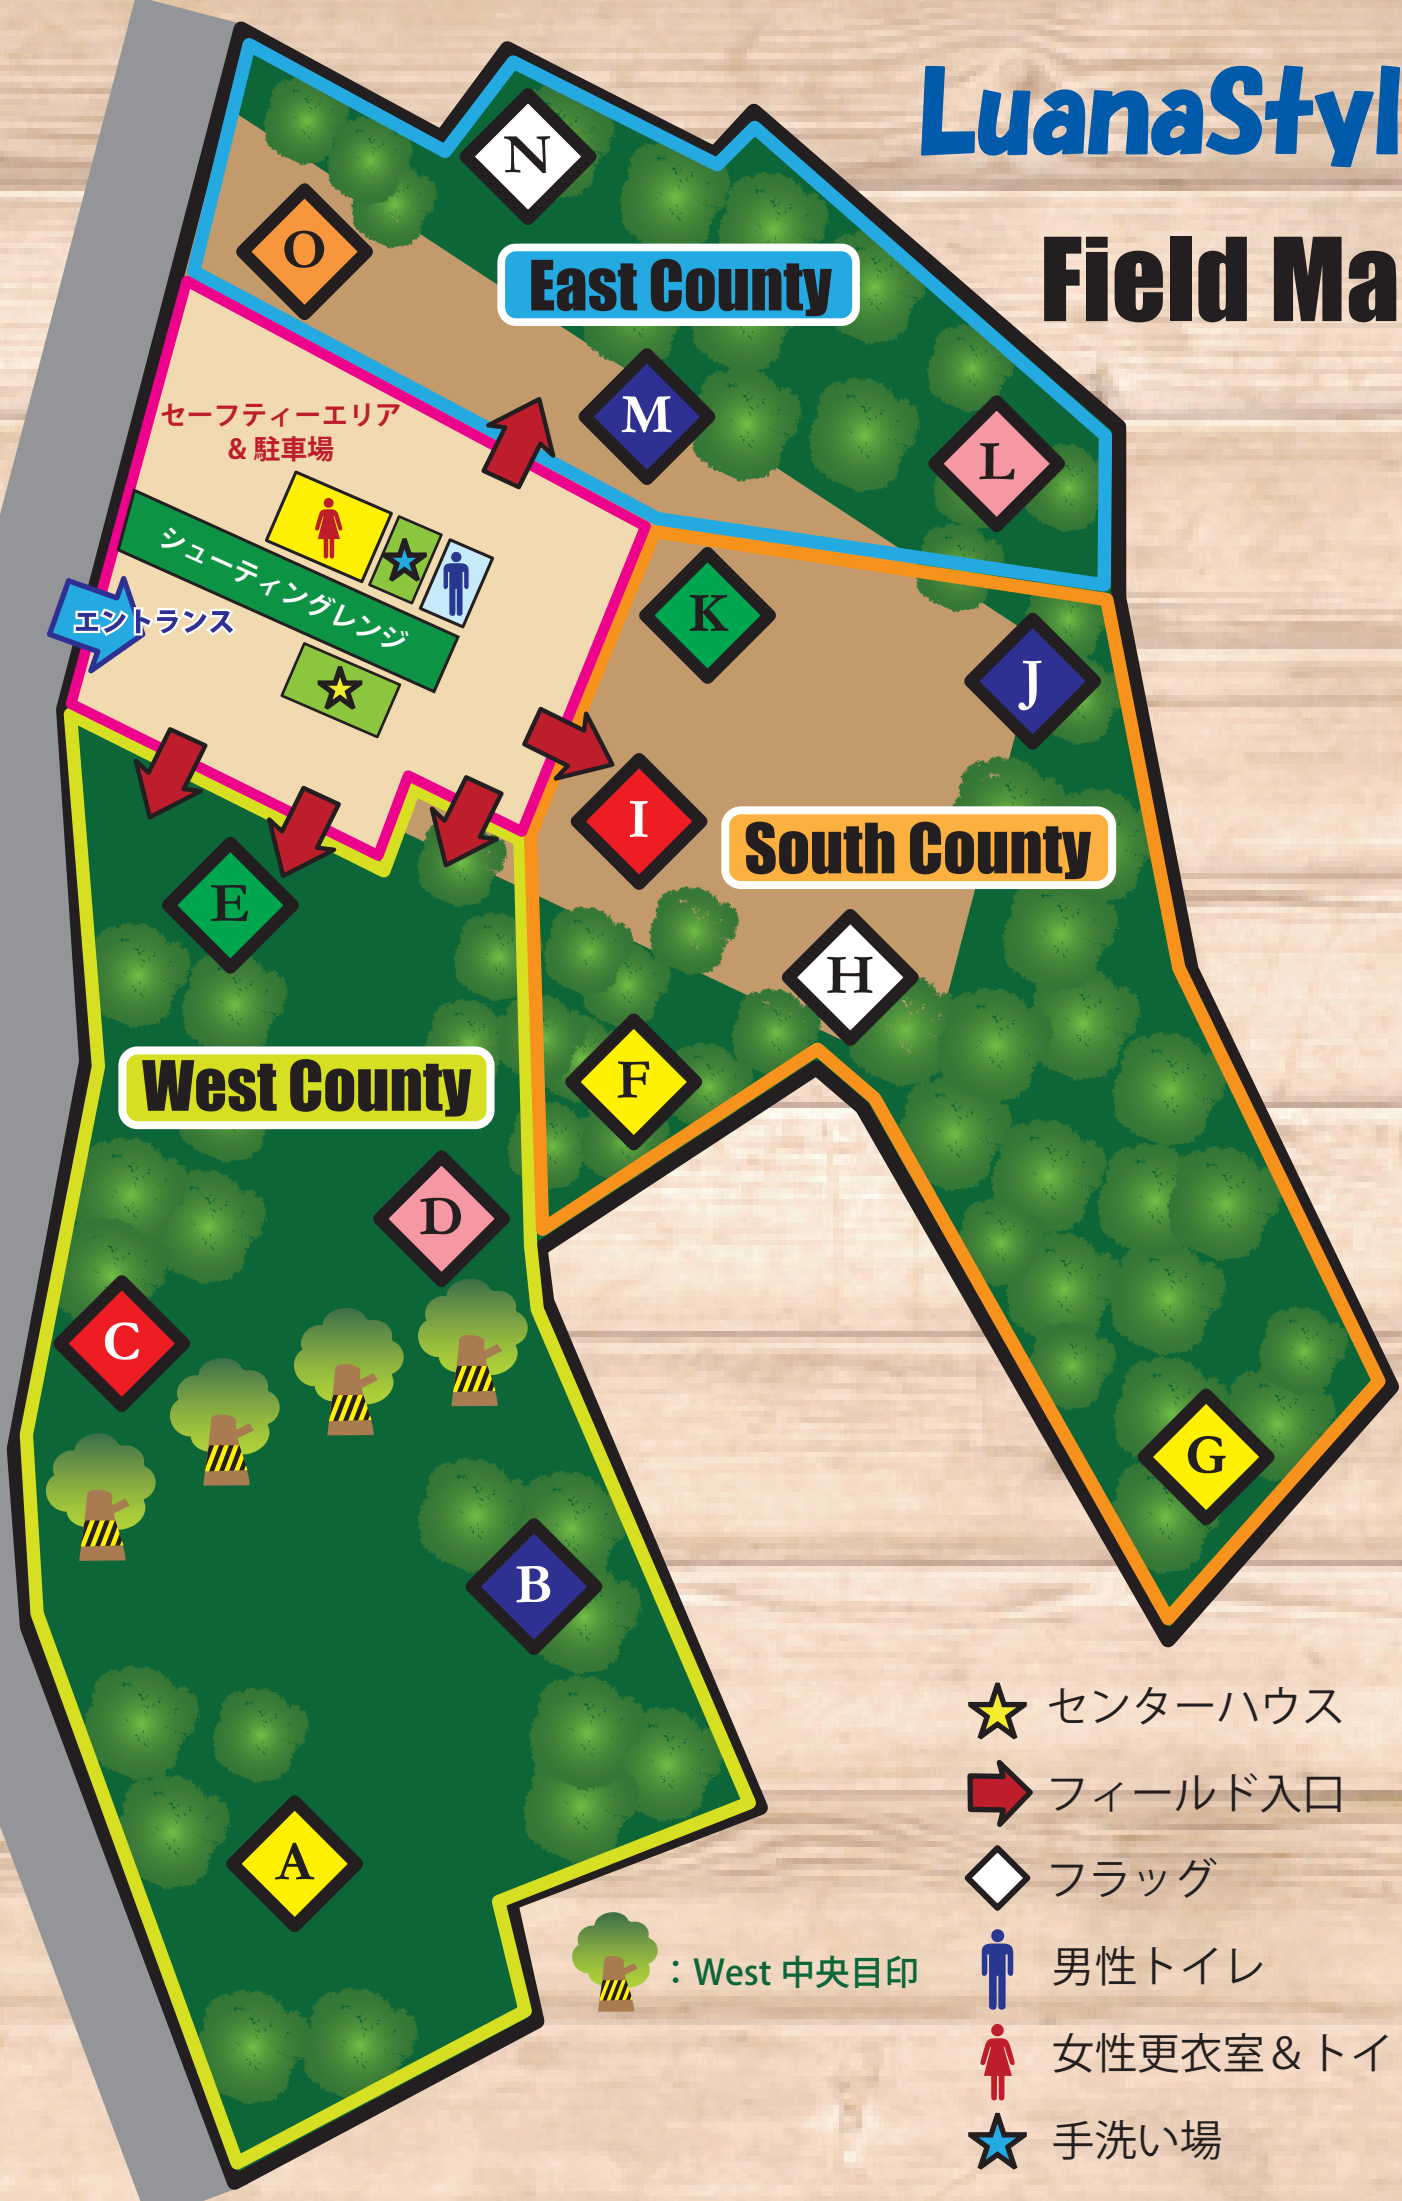 LuanaStyl
Field Ma
N
O
East County
M
L
セーフティーエリア
& 駐車場
シューティングレンジ
エントランス
K
J
I
South County
E
H
F
West County
D
C
G
B
A
センターハウス
フィールド入口
フラッグ
：West 中央目印
男性トイレ
女性更衣室＆トイ
手洗い場